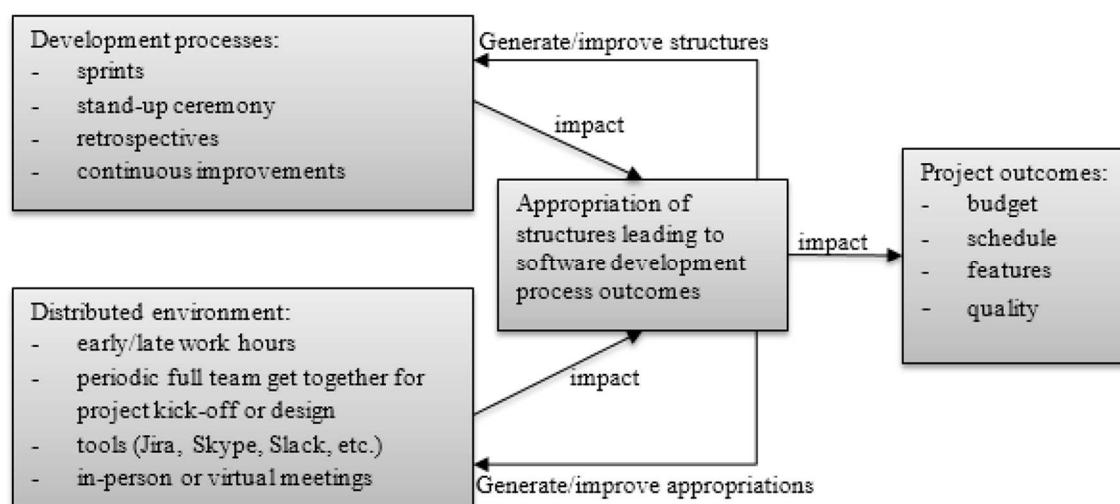 Development processes:
- sprints
- stand-up ceremony
- retrospectives
- continuous improvements
Generate/improve structures
impact
Appropriation of
structures leading to
software development
process outcomes
impact
Project outcomes:
- budget
- schedule
- features
- quality
Distributed environment:
- early/late work hours
- periodic full team get together for
project kick-off or design
- tools (Jira, Skype, Slack, etc.)
- in-person or virtual meetings
impact
Generate/improve appropriations